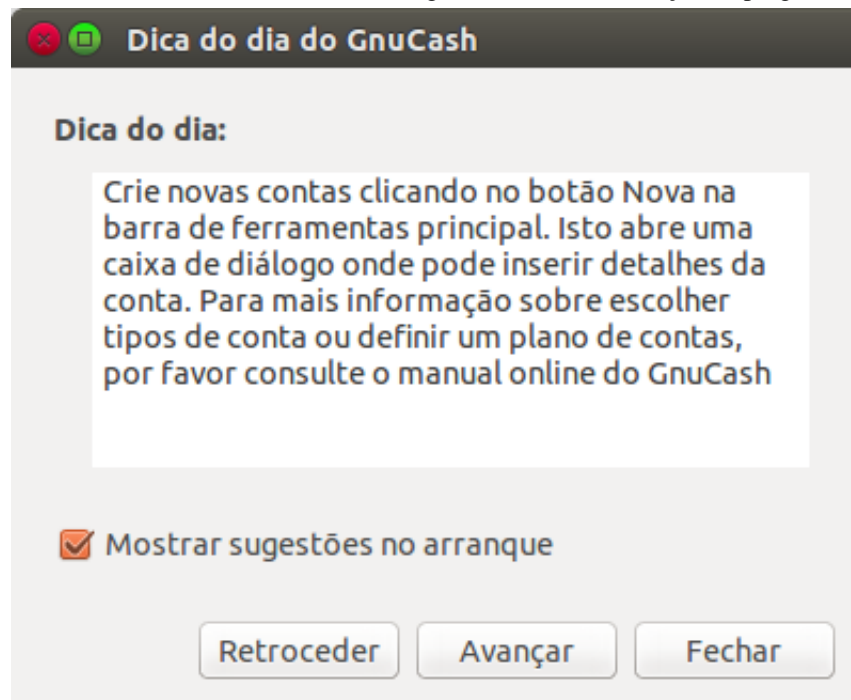 Dica do dia do GnuCash
Dica do dia:
Crie novas contas clicando no botão Nova na
barra de ferramentas principal. Isto abre uma
caixa de diálogo onde pode inserir detalhes da
conta. Para mais informação sobre escolher
tipos de conta ou definir um plano de contas,
por favor consulte o manual online do GnuCash
Mostrar sugestões no arranque
Retroceder Avançar Fechar